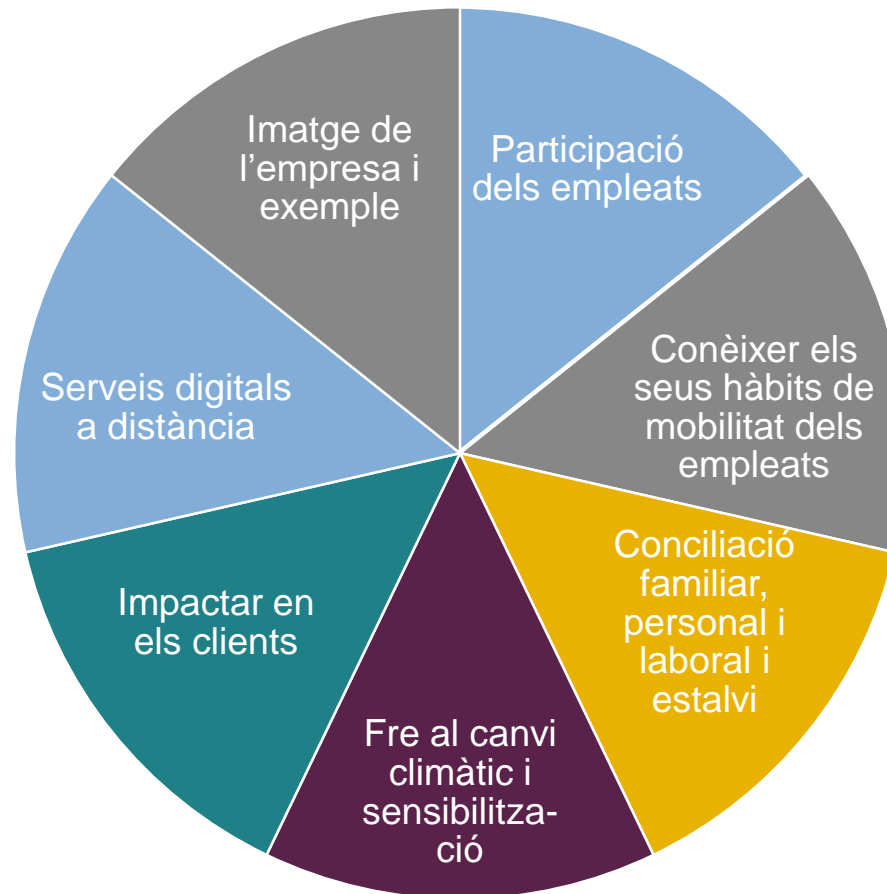 Participació
dels empleats
Conèixer els
seus hàbits de
mobilitat dels
empleats
Conciliació
familiar,
personal i
laboral i
estalvi
Fre al canvi
climàtic i
sensibilitza-
ció
Impactar en
els clients
Serveis digitals
a distància
Imatge de
l’empresa i
exemple